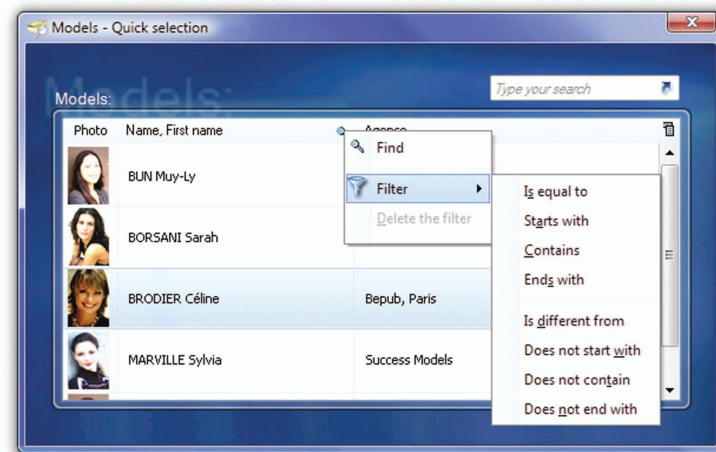 Models - Quick selection
Type your search
Models:
Photo Name, First name Agence
Find
BUN Muy-Ly
Filter
Is equal to
Delete the filter
Starts with
BORSANI Sarah
Contains
Ends with
BRODIER Céline
Bepub, Paris
Is different from
Does not start with
MARVILLE Sylvia
Success Models
Does not contain
Does not end with